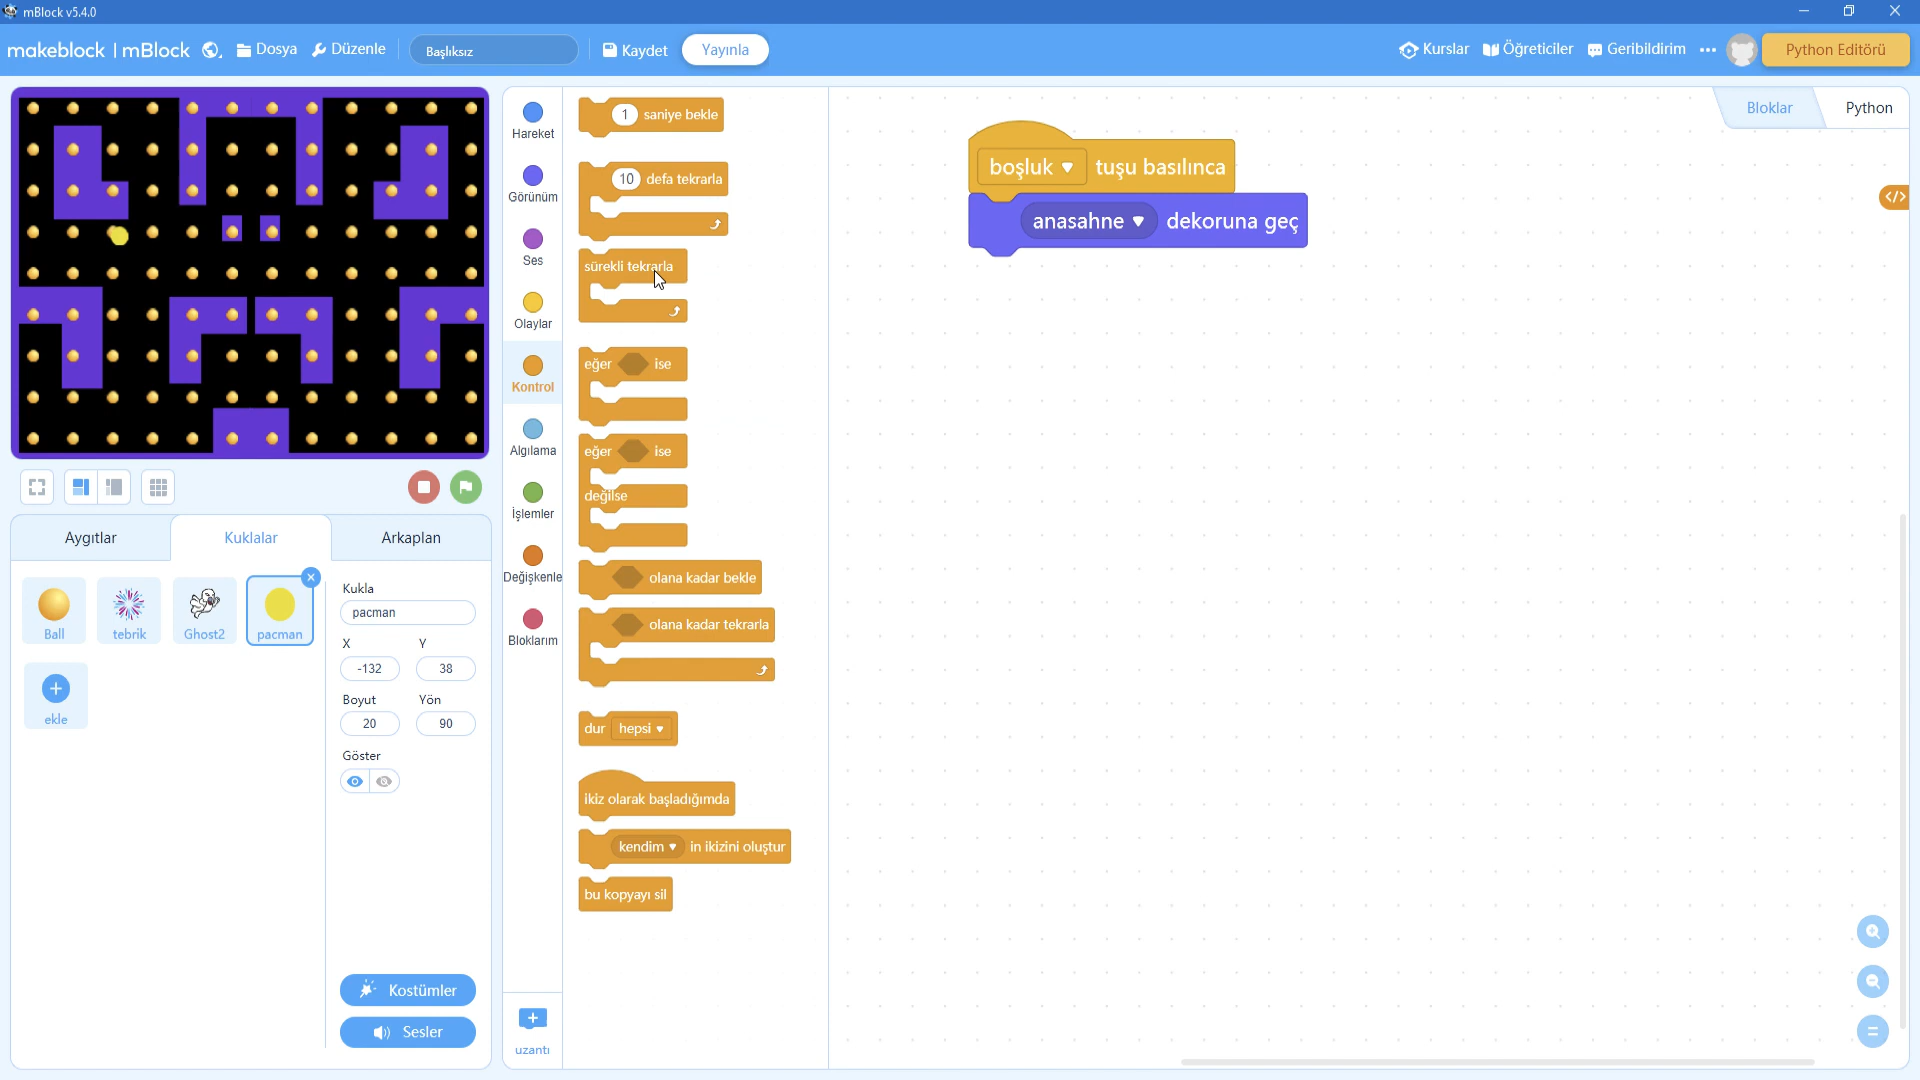 mBlock v5.4.0
makeblock | mBlock
Dosya
Düzenle
Başlıksız
Kaydet
Yayınla
Kurslar
Öğreticiler
Geribildirim
Python Editörü
Hareket
Görünüm
Ses
Olaylar
Kontrol
Algılama
İşlemler
Değişkenle
Bloklarım
uzantı
1 saniye bekle
10 defa tekrarla
sürekli tekrarla
eğer ise
eğer ise
değilse
olana kadar bekle
olana kadar tekrarla
dur hepsi
ikiz olarak başladığımda
kendim in ikizini oluştur
bu kopyayı sil
boşluk tuşu basılınca
anasahne dekoruna geç
Bloklar
Python
</>
Aygıtlar
Kuklalar
Arkaplan
Ball
tebrik
Ghost2
pacman
ekle
Kukla
pacman
X Y
-132 38
Boyut Yön
20 90
Göster
Kostümler
Sesler